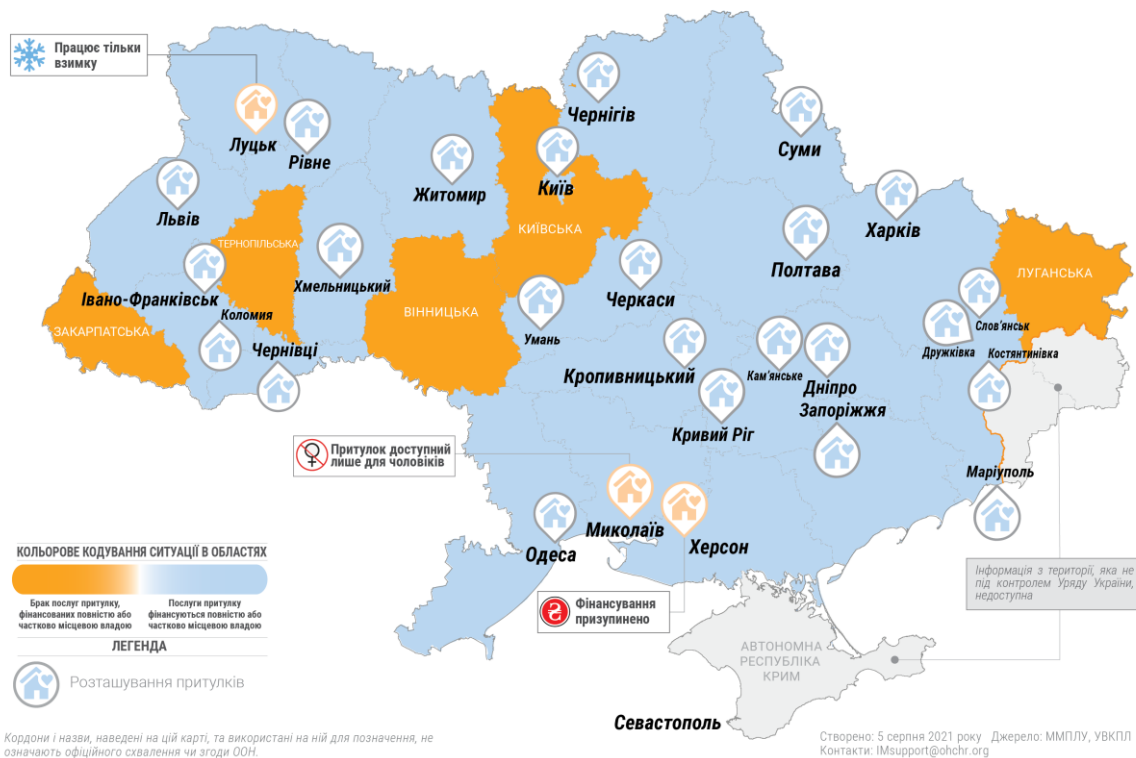 Працює тільки
взимку
Чернігів
Луцьк
Рівне
Суми
Житомир
Київ
Львів
Харків
КИЇВСЬКА
ТЕРНОПІЛЬСЬКА
Полтава
ЛУГАНСЬКА
Хмельницький
Івано-Франківськ
Черкаси
Коломия
ВІННИЦЬКА
ЗАКАРПАТСЬКА
Умань
Слов'янськ
Чернівці
Дружківка
Костянтинівка
Кропивницький
Кам'янське
Дніпро
Запоріжжя
Кривий Ріг
Притулок доступний
лише для чоловіків
Маріуполь
Миколаїв
Херсон
Одеса
КОЛЬОРОВЕ КОДУВАННЯ СИТУАЦІЇ В ОБЛАСТЯХ
Брак послуг притулку,
фінансованих повністю або
частково місцевою владою
Послуги притулку
фінансуються повністю або
частково місцевою владою
Інформація з території, яка не
під контролем Уряду України,
недоступна
Фінансування
призупинено
ЛЕГЕНДА
Розташування притулків
АВТОНОМНА
РЕСПУБЛІКА
КРИМ
Севастополь
Кордони і назви, наведені на цій карті, та використані на ній для позначення, не
означають офіційного схвалення чи згоди ООН.
Створено: 5 серпня 2021 року Джерело: ММПЛУ, УВКПЛ
Контакти: IMsupport@ohchr.org